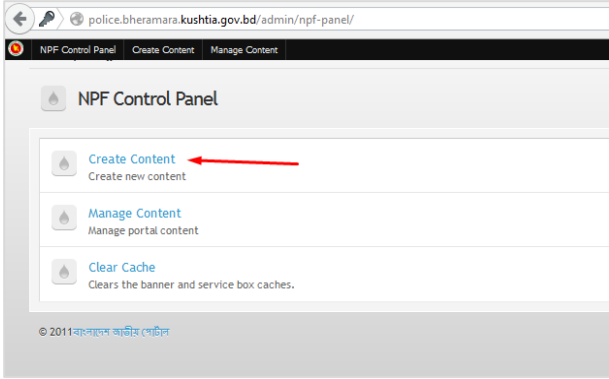 police.bheramara.kushtia.gov.bd/admin/npf-panel/
NPF Control Panel Create Content Manage Content
NPF Control Panel
Create Content
Create new content
Manage Content
Manage portal content
Clear Cache
Clears the banner and service box caches.
© 2011 বাংলাদেশ জাতীয় পোর্টাল